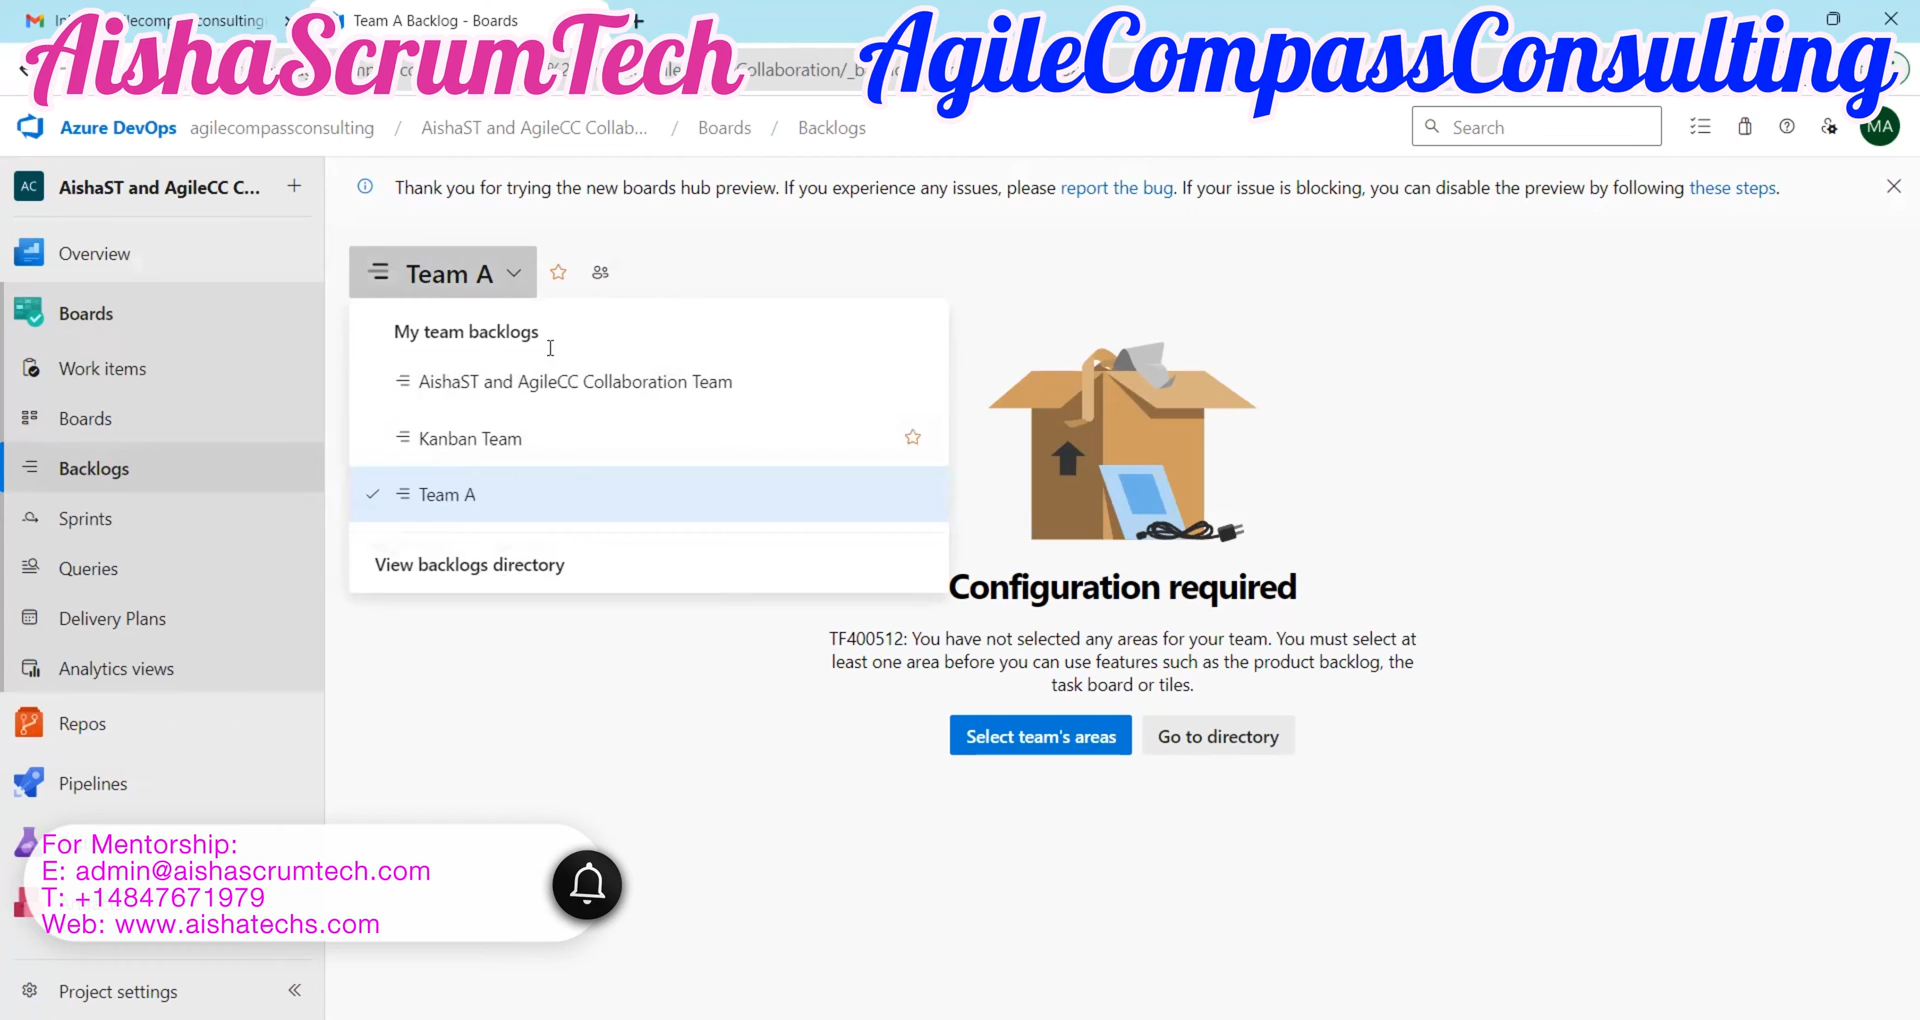 Team A Backlog - Boards
AishaScrumTech
AgileCompassConsulting
Collaboration/_b
Azure DevOps agilecompassconsulting / AishaST and AgileCC Collab... / Boards / Backlogs
Search
MA
AC AishaST and AgileCC C...
Thank you for trying the new boards hub preview. If you experience any issues, please report the bug. If your issue is blocking, you can disable the preview by following these steps.
Overview
Boards
Work items
Boards
Backlogs
Sprints
Queries
Delivery Plans
Analytics views
Repos
Pipelines
Project settings
Team A
My team backlogs
AishaST and AgileCC Collaboration Team
Kanban Team
Team A
View backlogs directory
Configuration required
TF400512: You have not selected any areas for your team. You must select at
least one area before you can use features such as the product backlog, the
task board or tiles.
Select team's areas
Go to directory
For Mentorship:
E: admin@aishascrumtech.com
T: +14847671979
Web: www.aishatechs.com